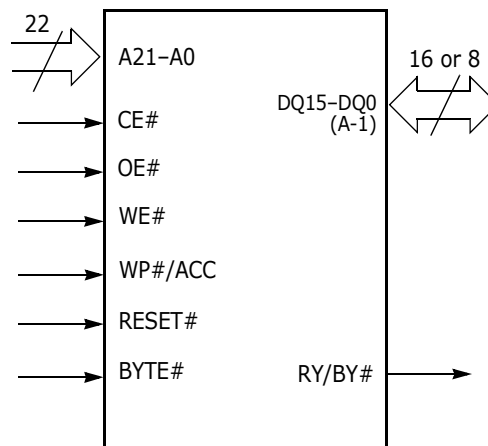 22
A21–A0
16 or 8
DQ15–DQ0
(A-1)
CE#
OE#
WE#
WP#/ACC
RESET#
BYTE#
RY/BY#